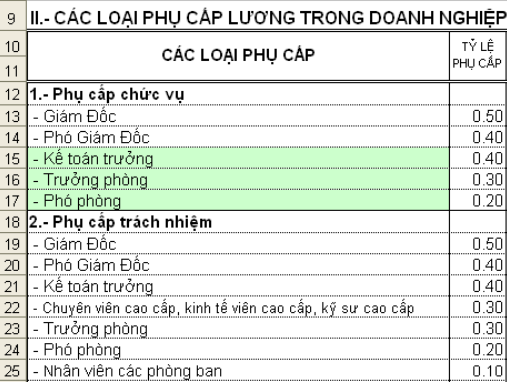 9 II.- CÁC LOẠI PHỤ CẤP LƯƠNG TRONG DOANH NGHIỆP
10 CÁC LOẠI PHỤ CẤP TỶ LỆ
11 PHỤ CẤP
12 1.- Phụ cấp chức vụ
13 - Giám Đốc 0.50
14 - Phó Giám Đốc 0.40
15 - Kế toán trưởng 0.40
16 - Trưởng phòng 0.30
17 - Phó phòng 0.20
18 2.- Phụ cấp trách nhiệm
19 - Giám Đốc 0.50
20 - Phó Giám Đốc 0.40
21 - Kế toán trưởng 0.40
22 - Chuyên viên cao cấp, kinh tế viên cao cấp, kỹ sư cao cấp 0.30
23 - Trưởng phòng 0.30
24 - Phó phòng 0.20
25 - Nhân viên các phòng ban 0.10